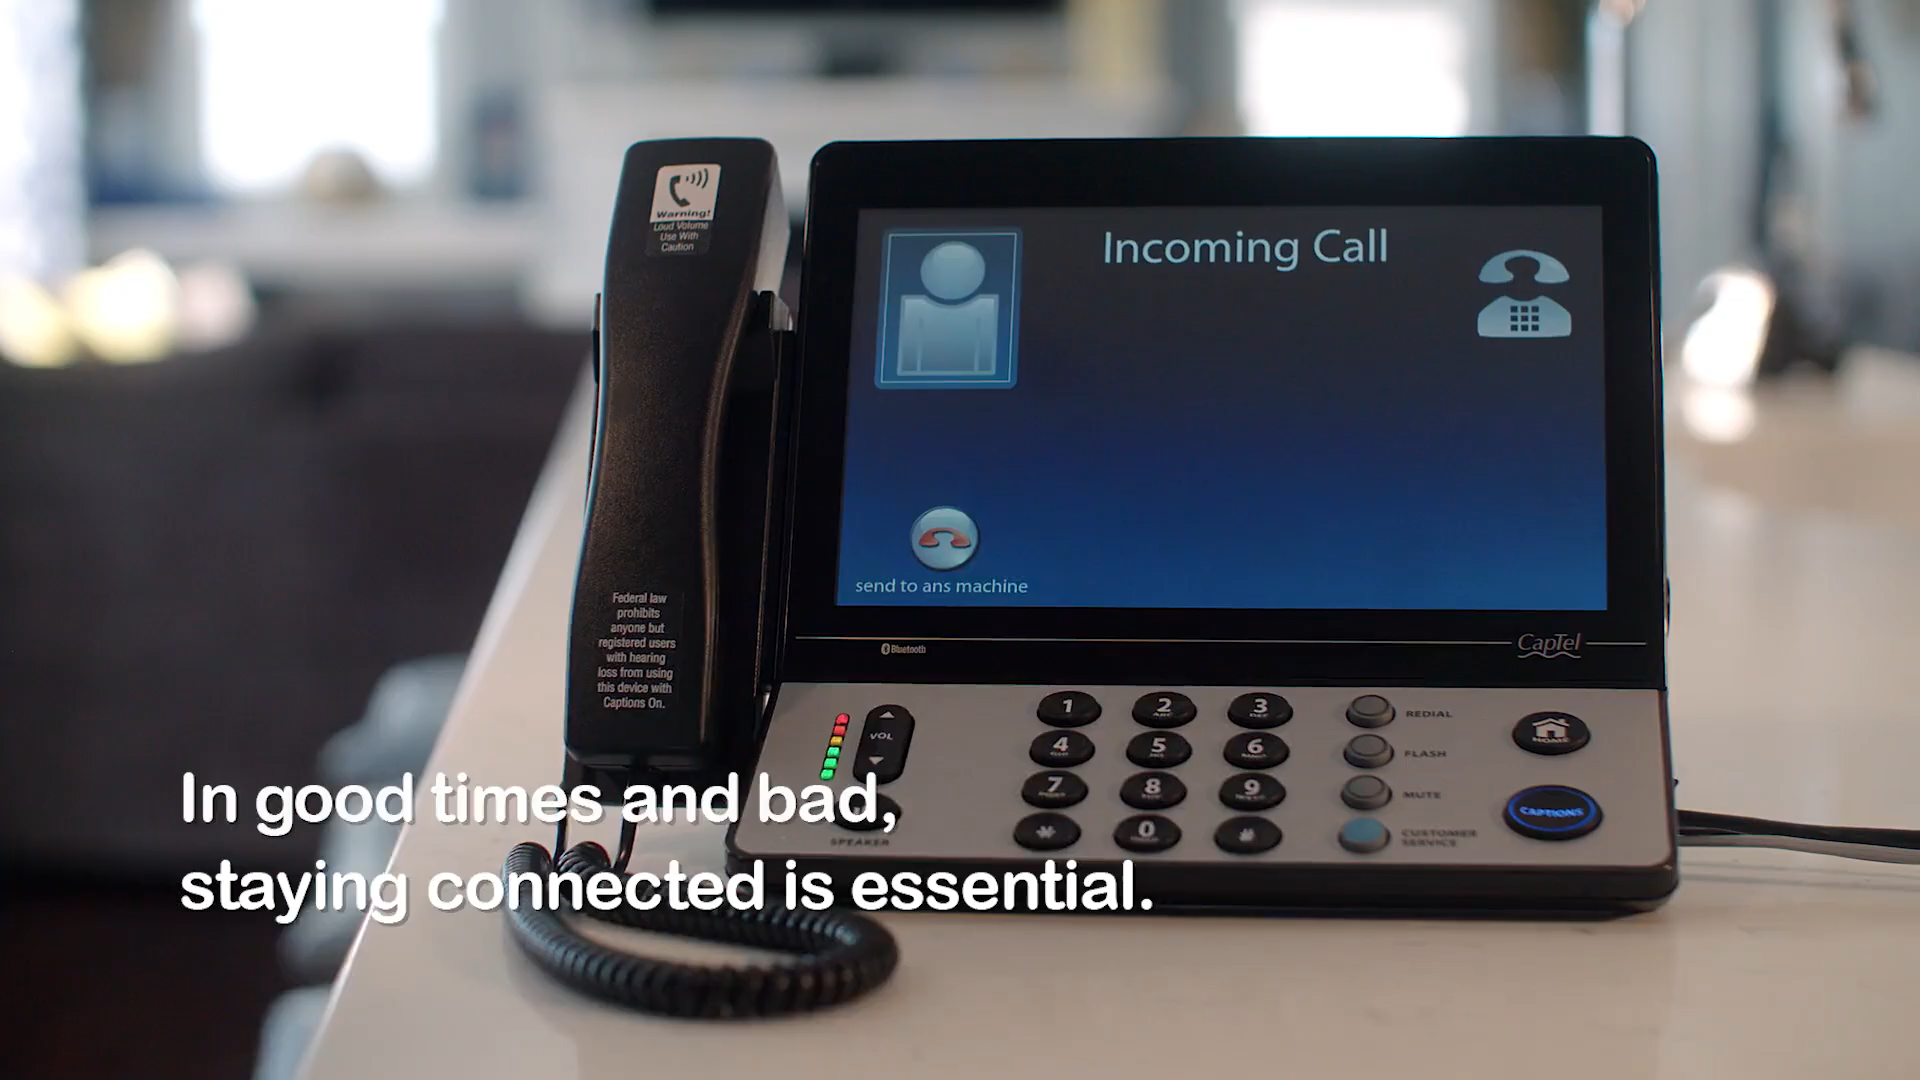 Warning!
Loud Volume
Use With
Caution
Incoming Call
send to ans machine
Federal law
prohibits
anyone but
registered users
with hearing
loss from using
this device with
Captions On.
Bluetooth
CapTel
VOL
SPEAKER
1
2
ABC
3
DEF
4
5
6
7
8
9
*
0
#
REDIAL
FLASH
MUTE
CUSTOMER
SERVICE
HOME
CAPTIONS
In good times and bad,
staying connected is essential.